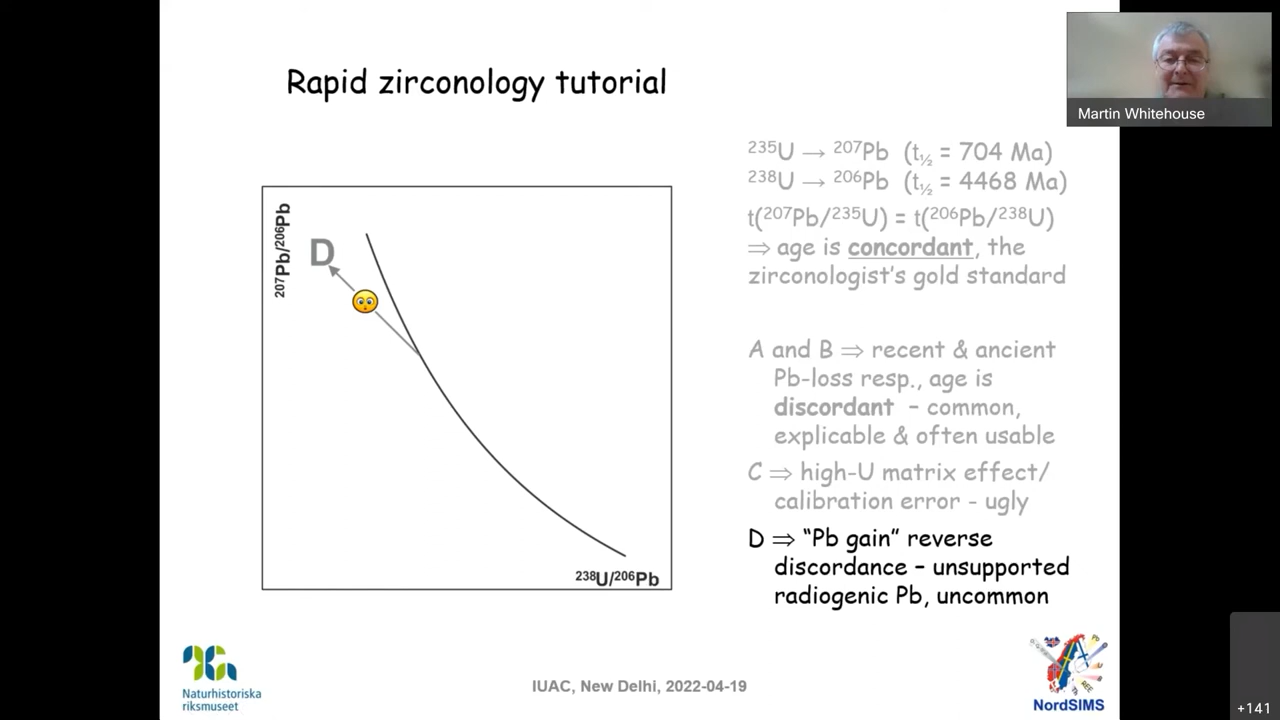 Rapid zirconology tutorial
Martin Whitehouse
²³⁵U → ²⁰⁷Pb (t½ = 704 Ma)
²³⁸U → ²⁰⁶Pb (t½ = 4468 Ma)
t(²⁰⁷Pb/²³⁵U) = t(²⁰⁶Pb/²³⁸U)
⇒ age is concordant, the
zirconologist's gold standard
²⁰⁷Pb/²⁰⁶Pb
D
²³⁸U/²⁰⁶Pb
A and B ⇒ recent & ancient
Pb-loss resp., age is
discordant – common,
explicable & often usable
C ⇒ high-U matrix effect/
calibration error - ugly
D ⇒ “Pb gain” reverse
discordance – unsupported
radiogenic Pb, uncommon
Naturhistoriska
riksmuseet
IUAC, New Delhi, 2022-04-19
NordSIMS
+141